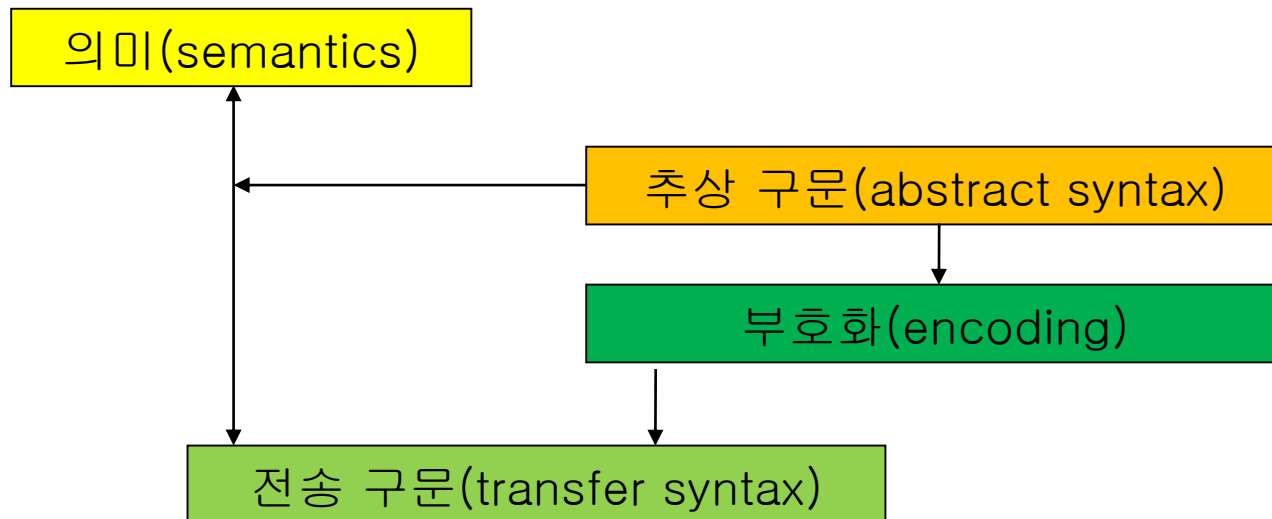 의미(semantics)
추상 구문(abstract syntax)
부호화(encoding)
전송 구문(transfer syntax)